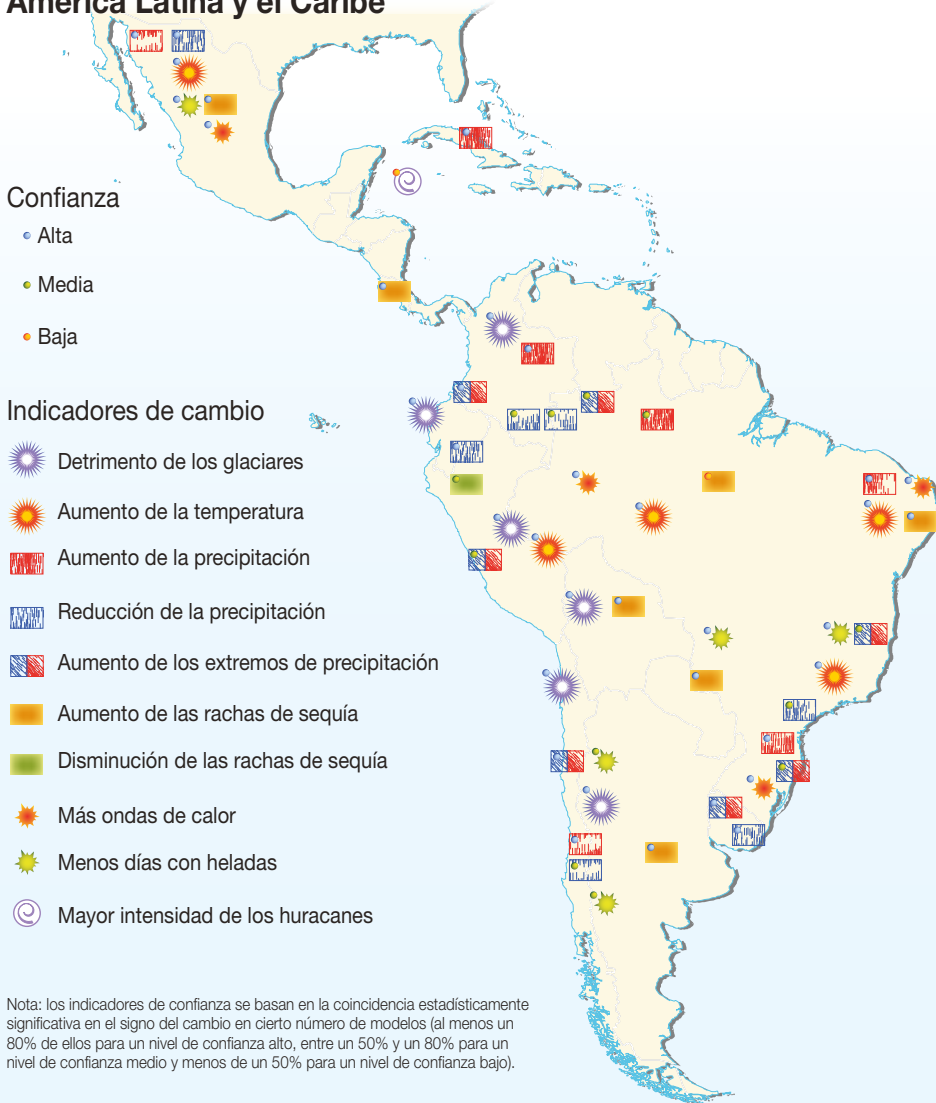 América Latina y el Caribe
Confianza
Alta
Media
Baja
Indicadores de cambio
Detrimento de los glaciares
Aumento de la temperatura
Aumento de la precipitación
Reducción de la precipitación
Aumento de los extremos de precipitación
Aumento de las rachas de sequía
Disminución de las rachas de sequía
Más ondas de calor
Menos días con heladas
Mayor intensidad de los huracanes
Nota: los indicadores de confianza se basan en la coincidencia estadísticamente
significativa en el signo del cambio en cierto número de modelos (al menos un
80% de ellos para un nivel de confianza alto, entre un 50% y un 80% para un
nivel de confianza medio y menos de un 50% para un nivel de confianza bajo).